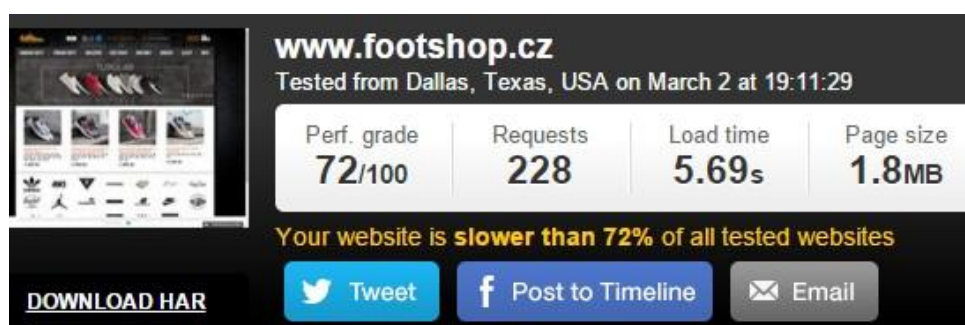 www.footshop.cz
Tested from Dallas, Texas, USA on March 2 at 19:11:29
Perf. grade Requests Load time Page size
72/100 228 5.69s 1.8MB
Your website is slower than 72% of all tested websites
DOWNLOAD HAR
Tweet
Post to Timeline
Email